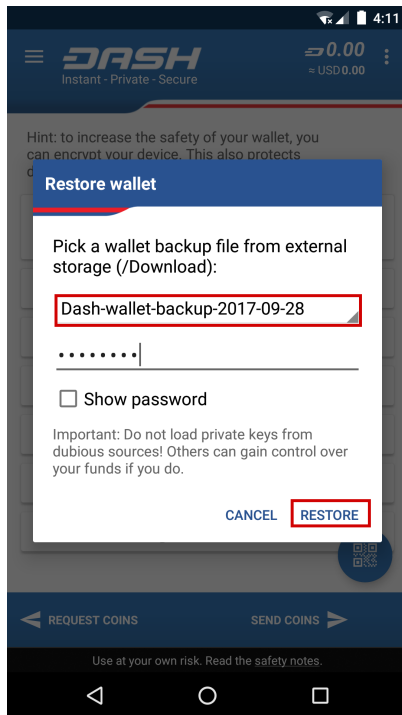 4:11
DASH
Instant - Private - Secure
0.00
≈ USD 0.00
Hint: to increase the safety of your wallet, you
can encrypt your device. This also protects
d
Restore wallet
Pick a wallet backup file from external
storage (/Download):
Dash-wallet-backup-2017-09-28
••••••••
Show password
Important: Do not load private keys from
dubious sources! Others can gain control over
your funds if you do.
CANCEL RESTORE
REQUEST COINS SEND COINS
Use at your own risk. Read the safety notes.